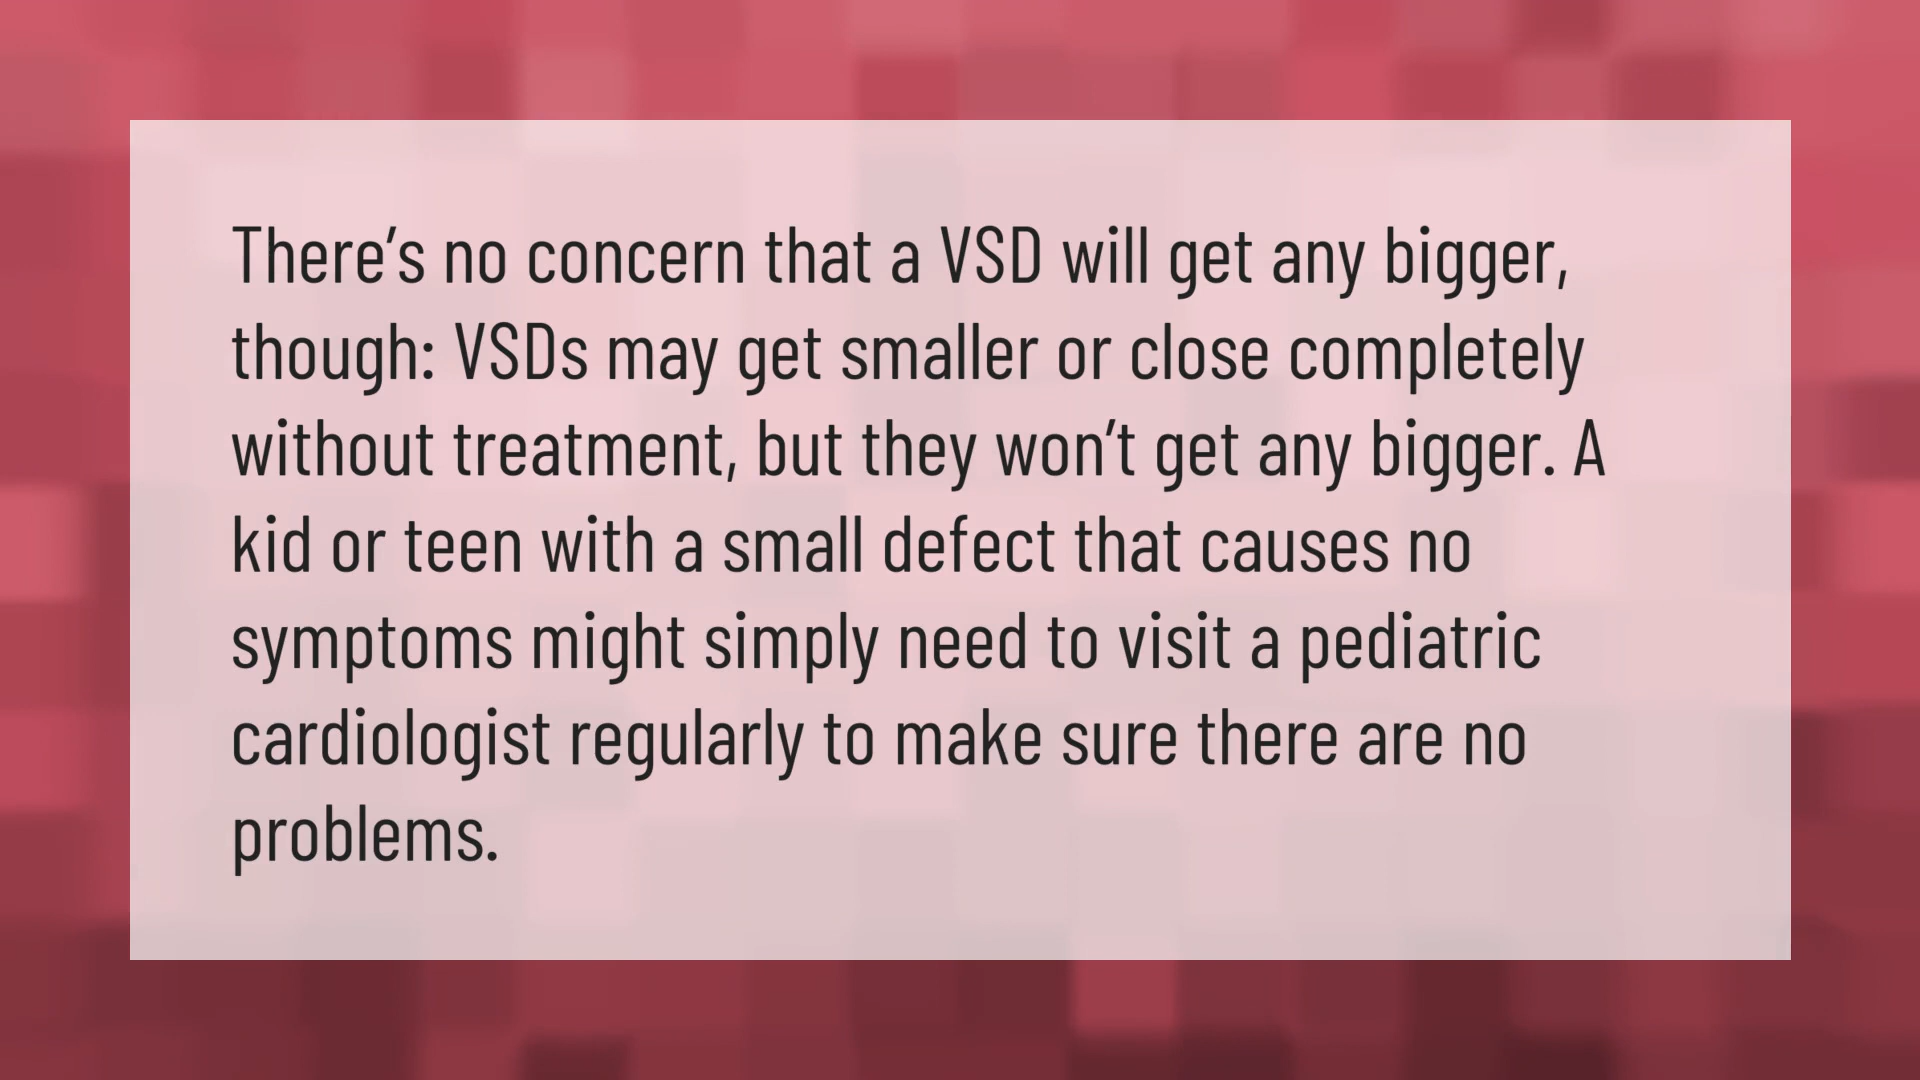 There’s no concern that a VSD will get any bigger,
though: VSDs may get smaller or close completely
without treatment, but they won’t get any bigger. A
kid or teen with a small defect that causes no
symptoms might simply need to visit a pediatric
cardiologist regularly to make sure there are no
problems.